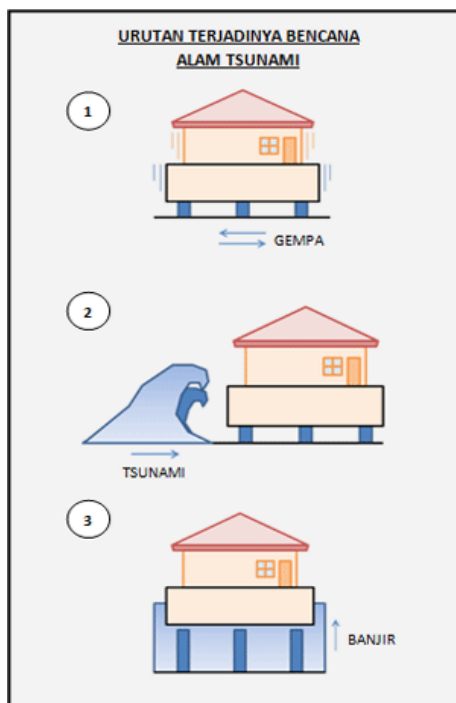 URUTAN TERJADINYA BENCANA
ALAM TSUNAMI
1
GEMPA
2
TSUNAMI
3
BANJIR